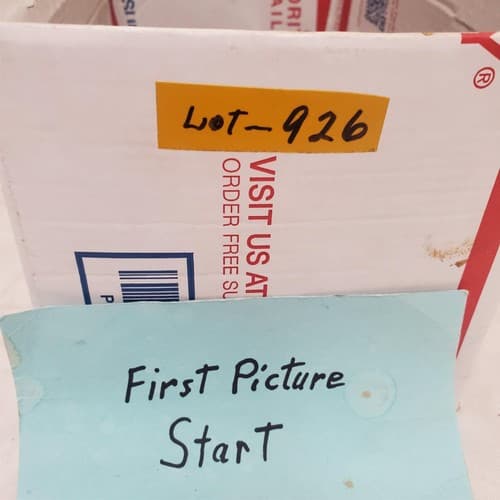 LOT-926
VISIT US AT
ORDER FREE SU
First Picture
Start
®